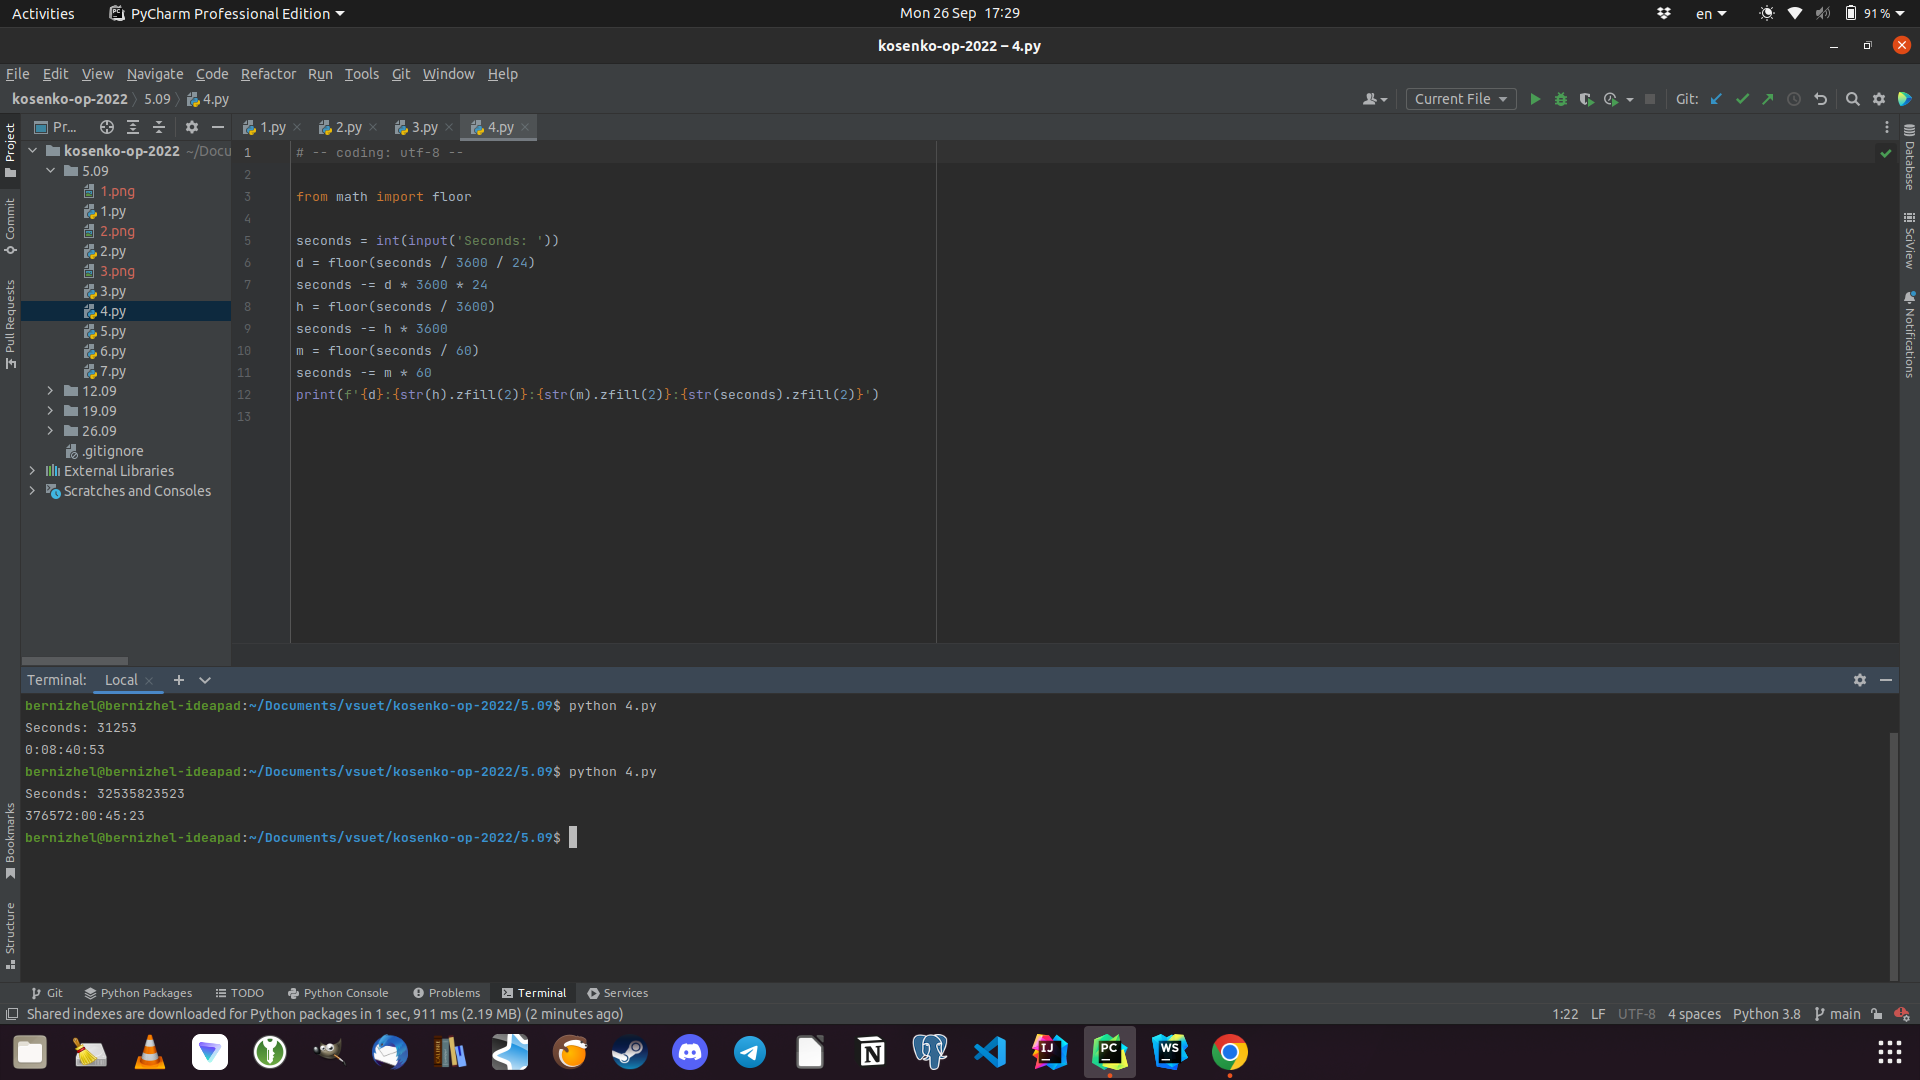 Activities PyCharm Professional Edition Mon 26 Sep 17:29 en 91 %
kosenko-op-2022 – 4.py
File Edit View Navigate Code Refactor Run Tools Git Window Help
kosenko-op-2022 5.09 4.py Current File Git:
Project
Commit
Pull Requests
Bookmarks
Structure
Pr...
kosenko-op-2022 ~/Docu
5.09
1.png
1.py
2.png
2.py
3.png
3.py
4.py
5.py
6.py
7.py
12.09
19.09
26.09
.gitignore
External Libraries
Scratches and Consoles
1.py 2.py 3.py 4.py
1 # -- coding: utf-8 --
2
3 from math import floor
4
5 seconds = int(input('Seconds: '))
6 d = floor(seconds / 3600 / 24)
7 seconds -= d * 3600 * 24
8 h = floor(seconds / 3600)
9 seconds -= h * 3600
10 m = floor(seconds / 60)
11 seconds -= m * 60
12 print(f'{d}:{str(h).zfill(2)}:{str(m).zfill(2)}:{str(seconds).zfill(2)}')
13
Database
SciView
Notifications
Terminal: Local
bernizhel@bernizhel-ideapad:~/Documents/vsuet/kosenko-op-2022/5.09$ python 4.py
Seconds: 31253
0:08:40:53
bernizhel@bernizhel-ideapad:~/Documents/vsuet/kosenko-op-2022/5.09$ python 4.py
Seconds: 32535823523
376572:00:45:23
bernizhel@bernizhel-ideapad:~/Documents/vsuet/kosenko-op-2022/5.09$
Git Python Packages TODO Python Console Problems Terminal Services
Shared indexes are downloaded for Python packages in 1 sec, 911 ms (2.19 MB) (2 minutes ago) 1:22 LF UTF-8 4 spaces Python 3.8 main
IJ PC WS